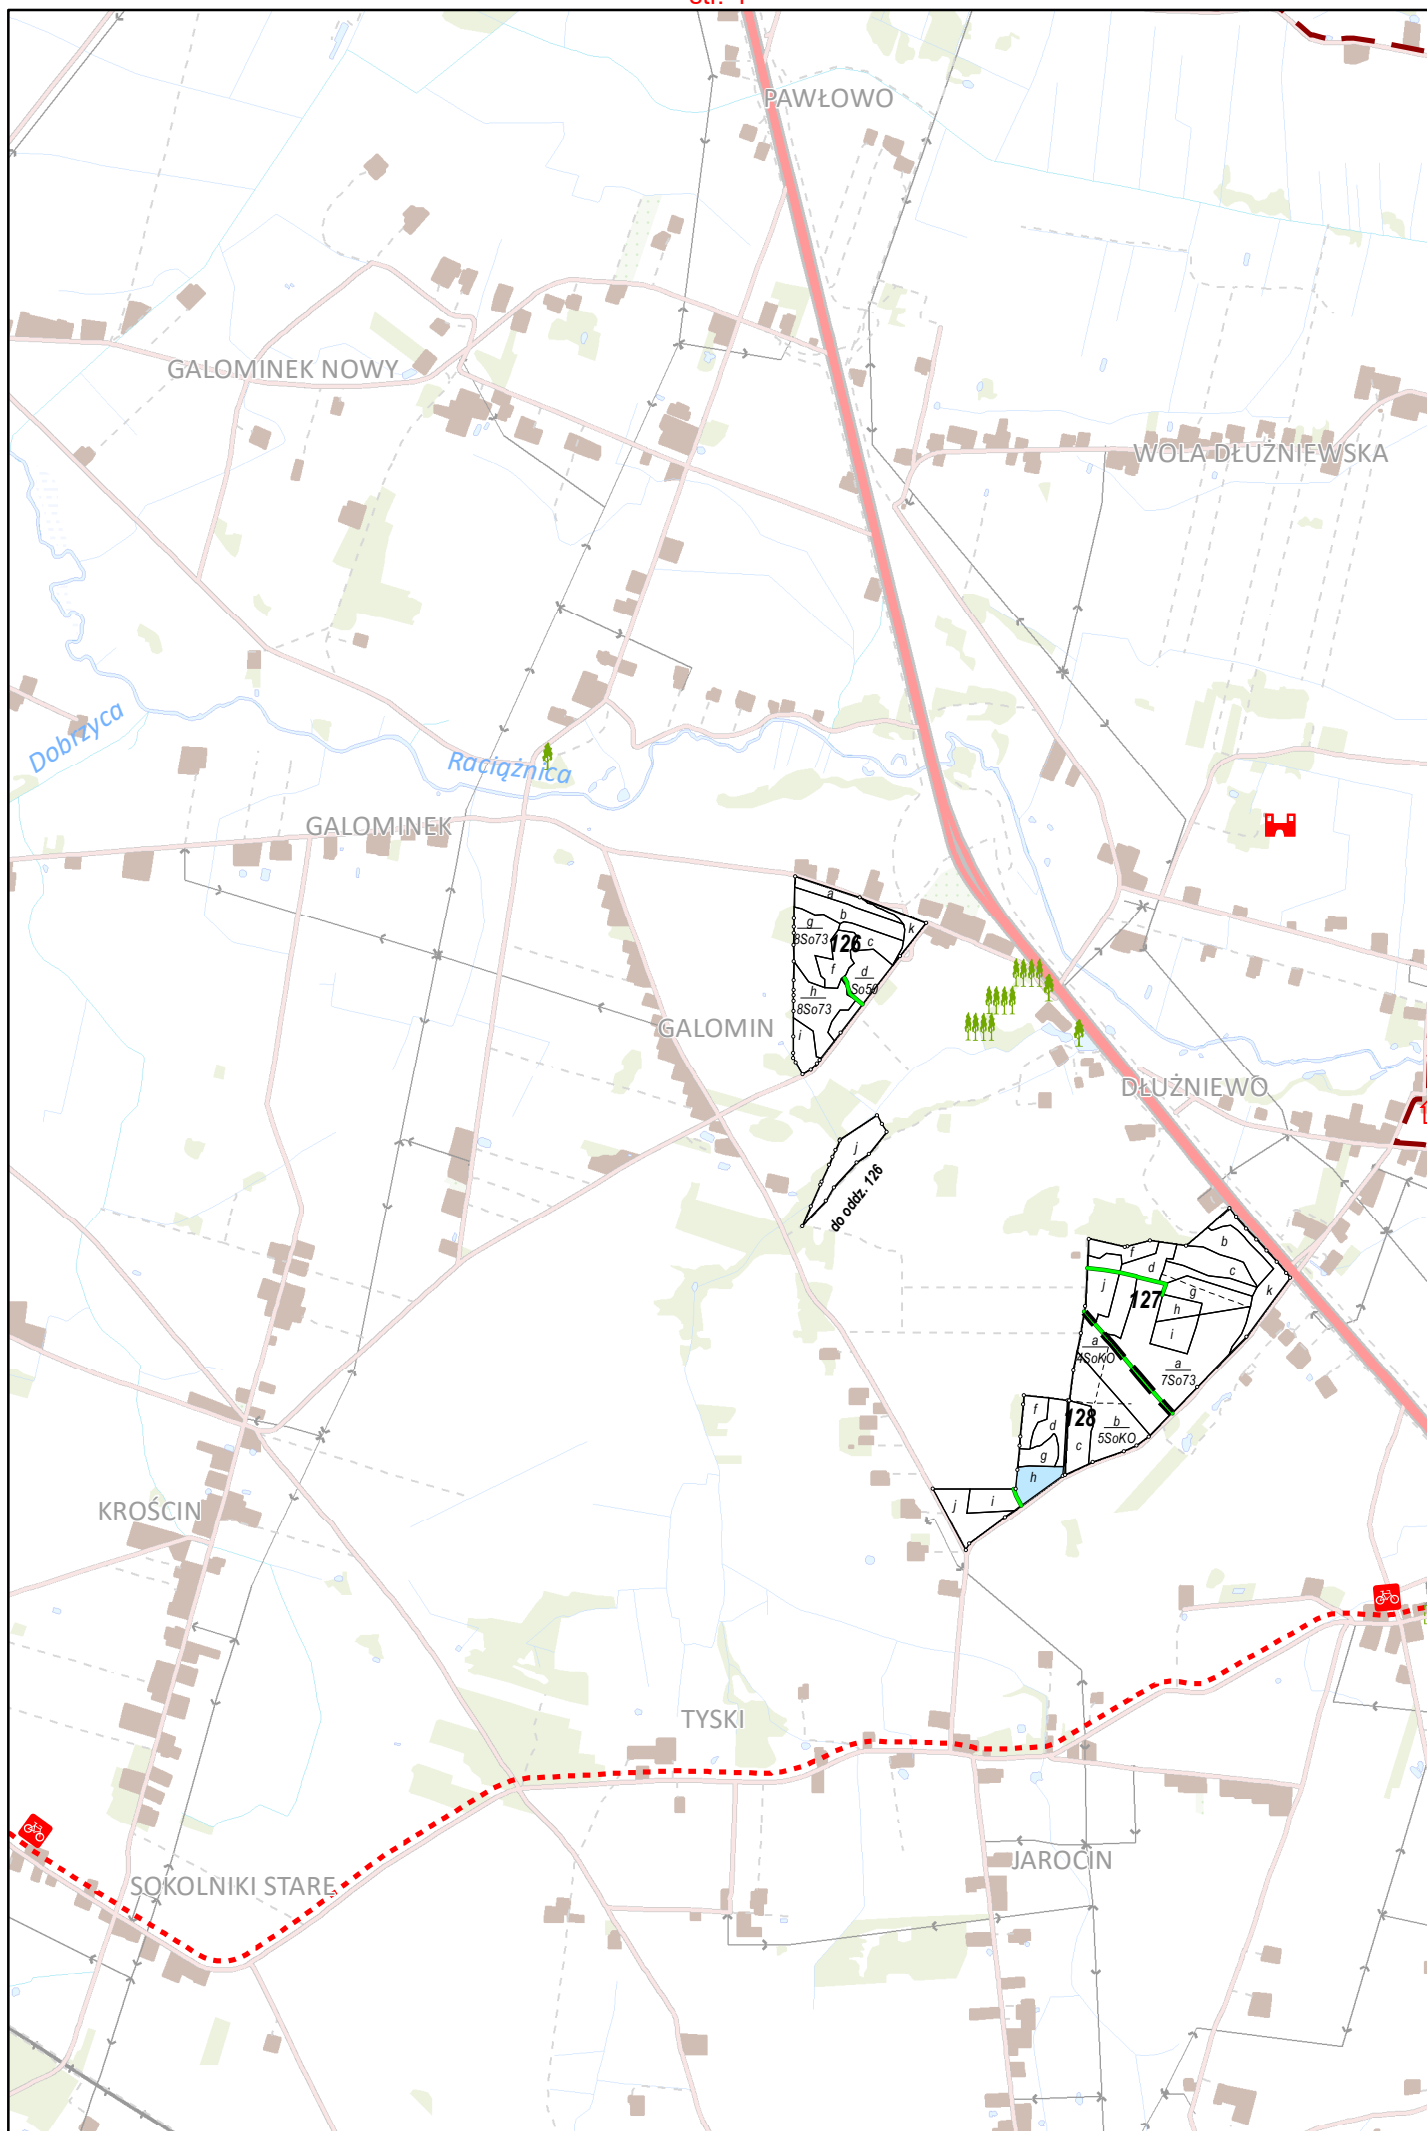 PAWŁOWO
GALOMINEK NOWY
WOLA DŁUŻNIEWSKA
Dobrzyca
Raciążnica
GALOMINEK
a
b
g
8So73
126
c
k
f
d
So59
h
8So73
i
GALOMIN
DŁUŻNIEWO
j
do oddz. 126
b
f
d
c
j
g
k
127
h
i
a
4SoKO
a
7So73
f
d
128
b
5SoKO
c
g
h
j
i
KROŚCIN
TYSKI
JAROCIN
SOKOLNIKI STARE